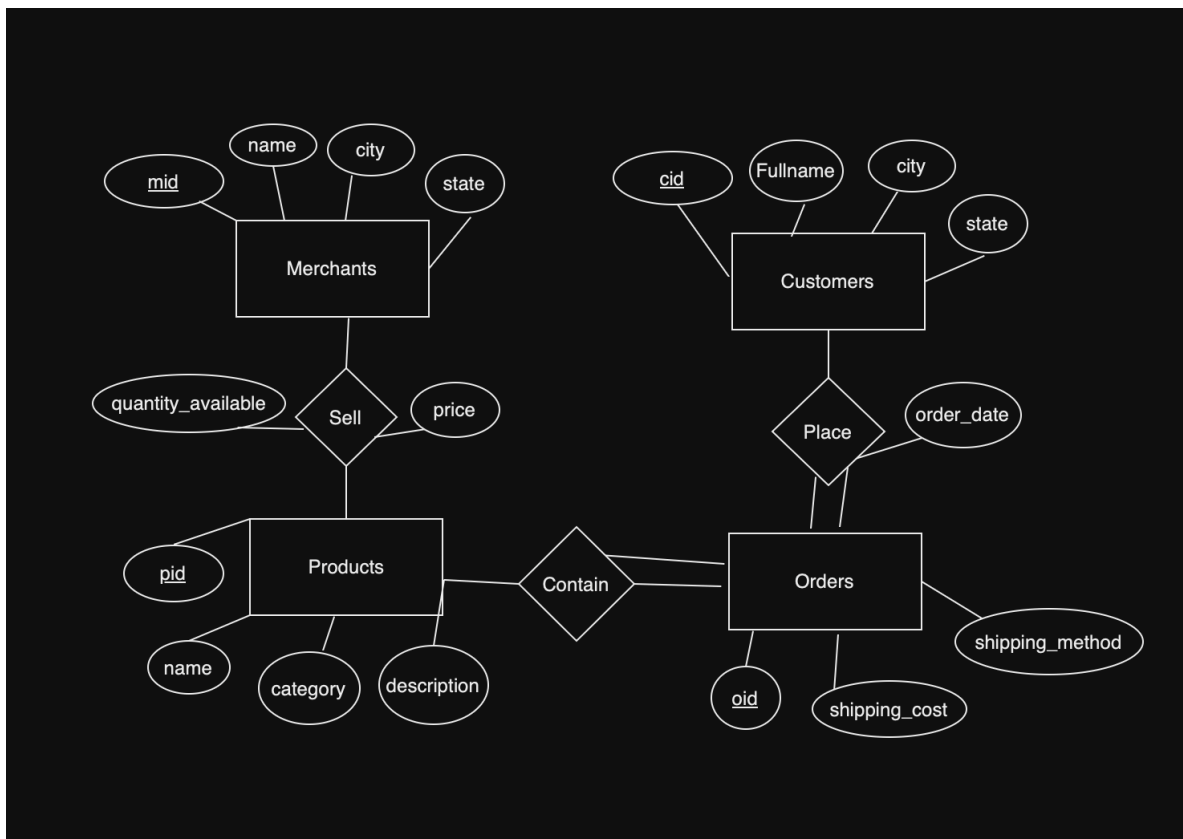 name
city
mid
state
Merchants
cid
Fullname
city
state
Customers
quantity_available
Sell
price
Place
order_date
pid
Products
Contain
Orders
name
category
description
oid
shipping_cost
shipping_method